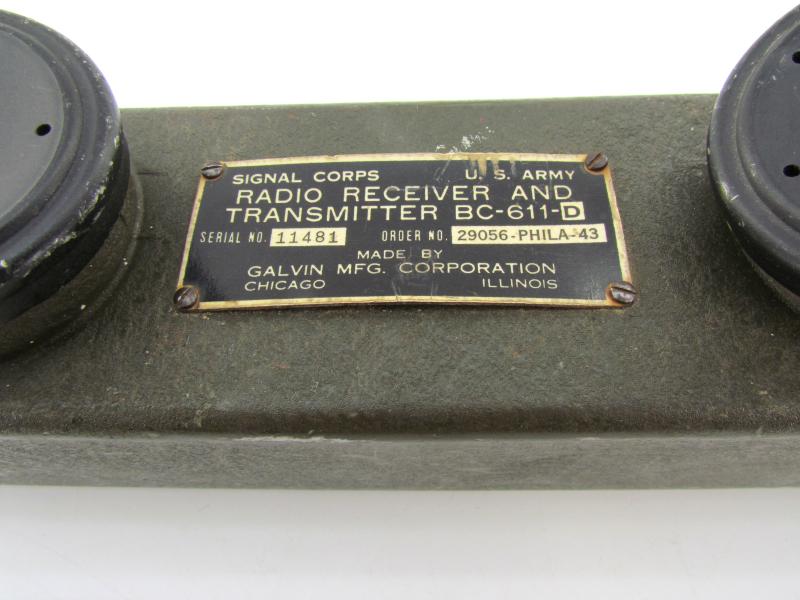 SIGNAL CORPS U. S. ARMY
RADIO RECEIVER AND
TRANSMITTER BC-611-D
SERIAL NO. 11481 ORDER NO. 29056-PHILA-43
MADE BY
GALVIN MFG. CORPORATION
CHICAGO ILLINOIS